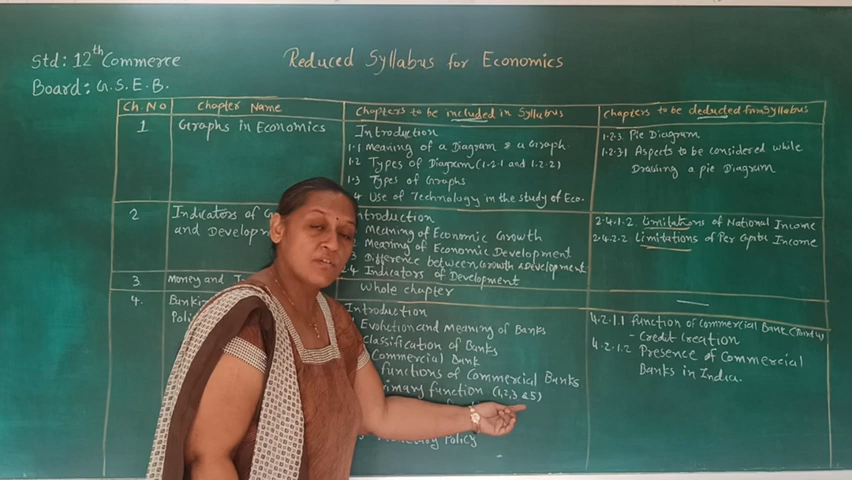 Std: 12th Commerce
Board: G.S.E.B.
Reduced Syllabus for Economics
Ch.No
Chapter Name
Chapters to be included in Syllabus
Chapters to be deducted from Syllabus
1
Graphs in Economics
Introduction
1.1 Meaning of a Diagram & a Graph.
1.2 Types of Diagram (1.2.1 and 1.2.2)
1.3 Types of Graphs
4 Use of Technology in the study of Eco.
1.2.3 Pie Diagram
1.2.3.1 Aspects to be considered while
Drawing a pie Diagram
2
Indicators of
and Develop
Introduction
Meaning of Economic Growth
Meaning of Economic Development
3 Difference between Growth & Development
4 Indicators of Development
2.4.1.2 Limitations of National Income
2.4.2.2 Limitations of Per Capita Income
3
Money and
Whole chapter
4.
Banki
Poli
Introduction
Evolution and Meaning of Banks
Classification of Banks
Commercial Bank
functions of Commercial Banks
Primary function (1,2,3 & 5)
Policy
4.2.1.1 Function of Commercial Bank
- Credit Creation
4.2.1.2 Presence of Commercial
Banks in India.